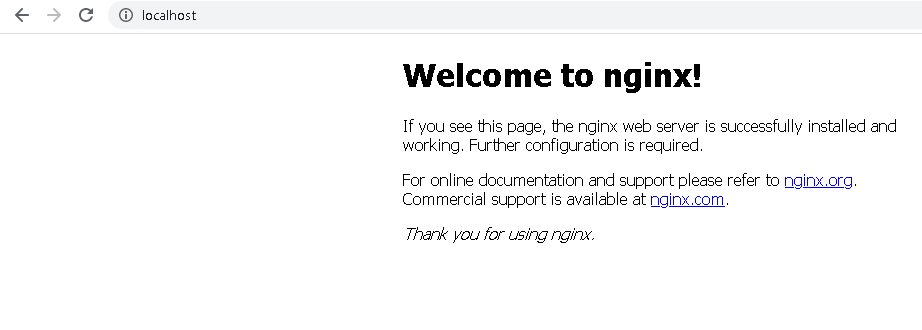 localhost
Welcome to nginx!
If you see this page, the nginx web server is successfully installed and
working. Further configuration is required.
For online documentation and support please refer to nginx.org.
Commercial support is available at nginx.com.
Thank you for using nginx.